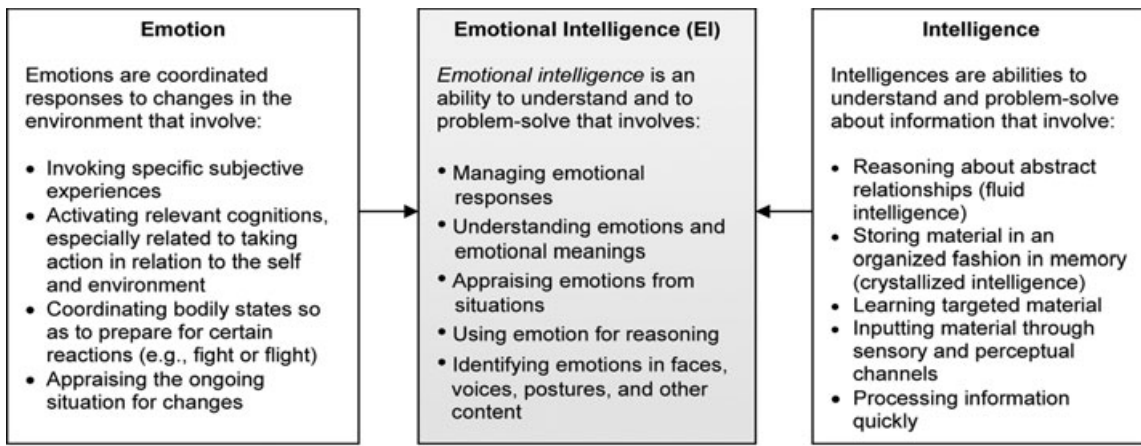 Emotion
Emotions are coordinated
responses to changes in the
environment that involve:
• Invoking specific subjective
experiences
• Activating relevant cognitions,
especially related to taking
action in relation to the self
and environment
• Coordinating bodily states so
as to prepare for certain
reactions (e.g., fight or flight)
• Appraising the ongoing
situation for changes
Emotional Intelligence (EI)
Emotional intelligence is an
ability to understand and to
problem-solve that involves:
• Managing emotional
responses
• Understanding emotions and
emotional meanings
• Appraising emotions from
situations
• Using emotion for reasoning
• Identifying emotions in faces,
voices, postures, and other
content
Intelligence
Intelligences are abilities to
understand and problem-solve
about information that involve:
• Reasoning about abstract
relationships (fluid
intelligence)
• Storing material in an
organized fashion in memory
(crystallized intelligence)
• Learning targeted material
• Inputting material through
sensory and perceptual
channels
• Processing information
quickly